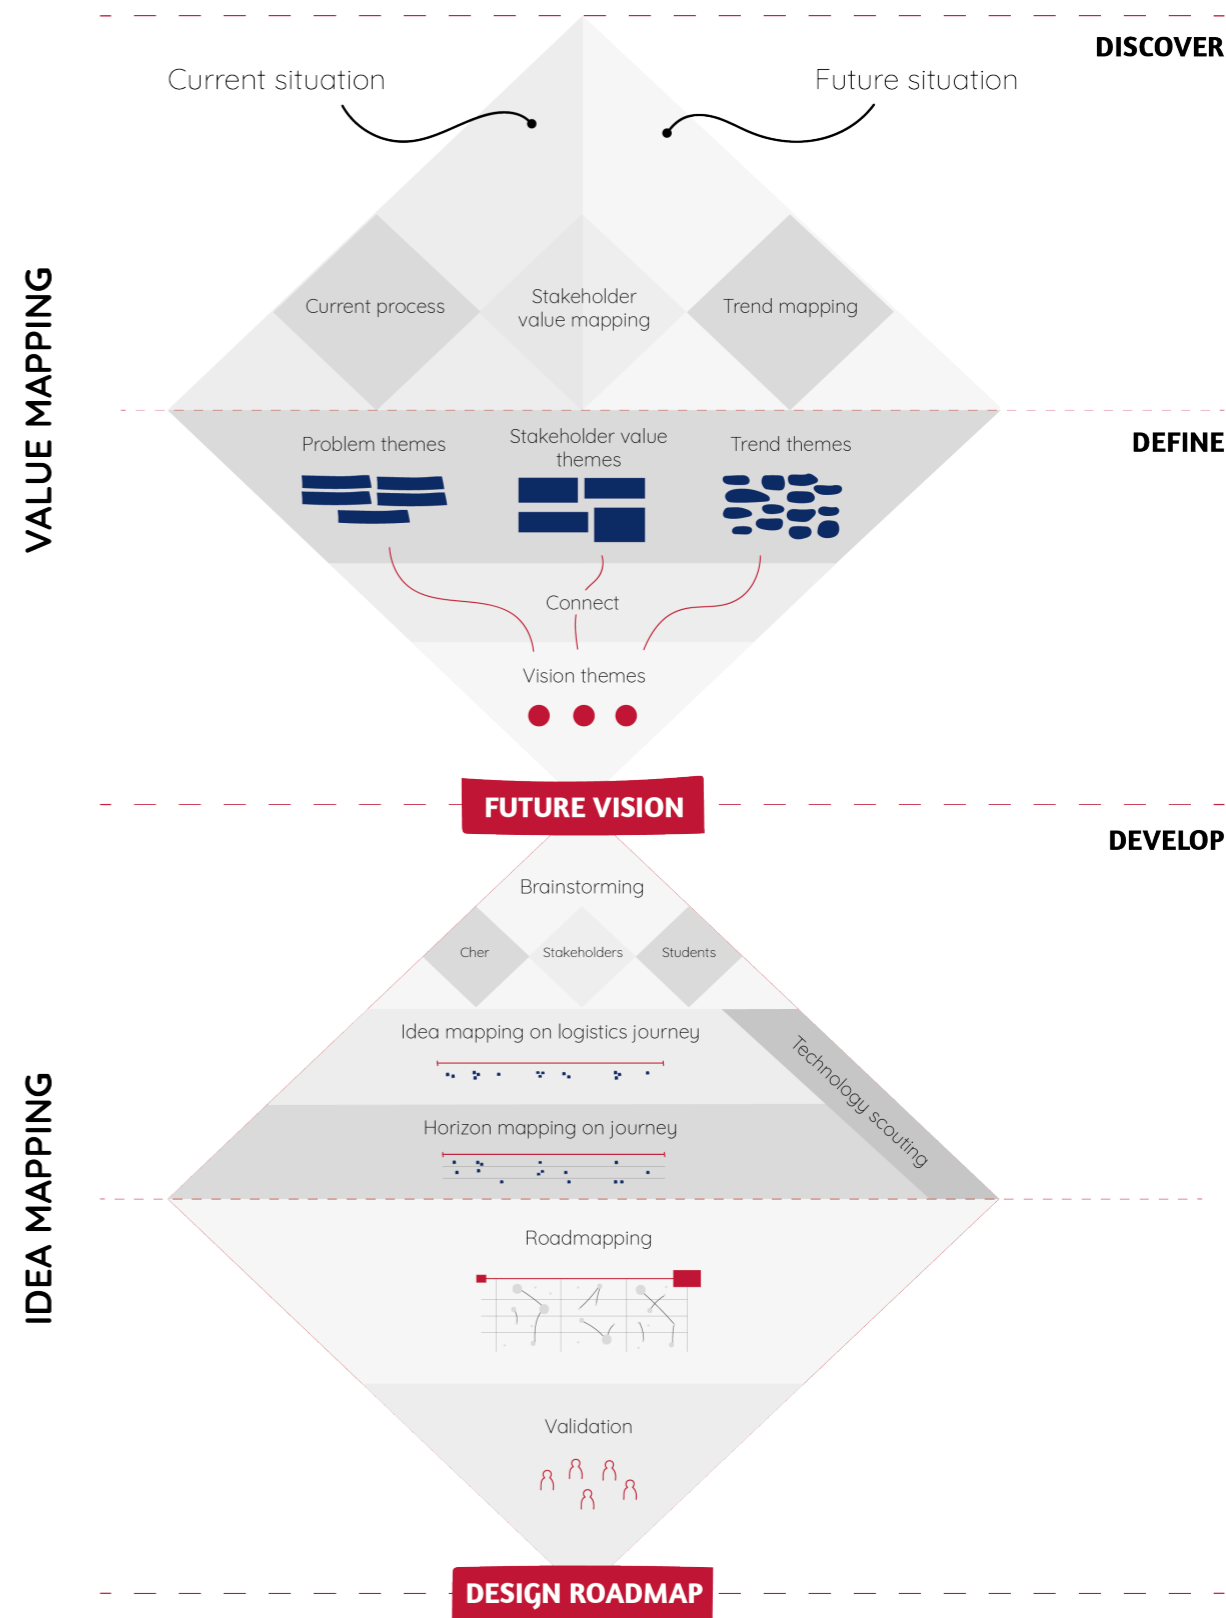 DISCOVER
Current situation
Future situation
VALUE MAPPING
Current process
Stakeholder
value mapping
Trend mapping
DEFINE
Problem themes
Stakeholder value
themes
Trend themes
Connect
Vision themes
FUTURE VISION
DEVELOP
IDEA MAPPING
Brainstorming
Cher
Stakeholders
Students
Idea mapping on logistics journey
Technology scouting
Horizon mapping on journey
Roadmapping
Validation
DESIGN ROADMAP